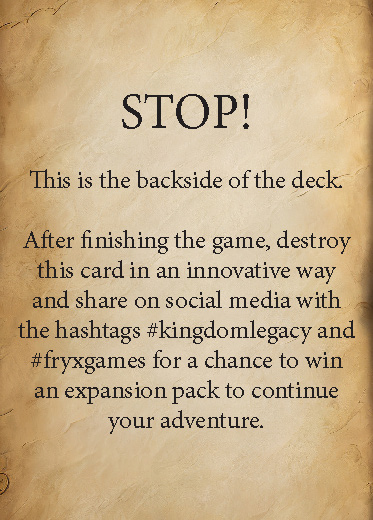 STOP!
This is the backside of the deck.
After finishing the game, destroy
this card in an innovative way
and share on social media with
the hashtags #kingdomlegacy and
#fryxgames for a chance to win
an expansion pack to continue
your adventure.